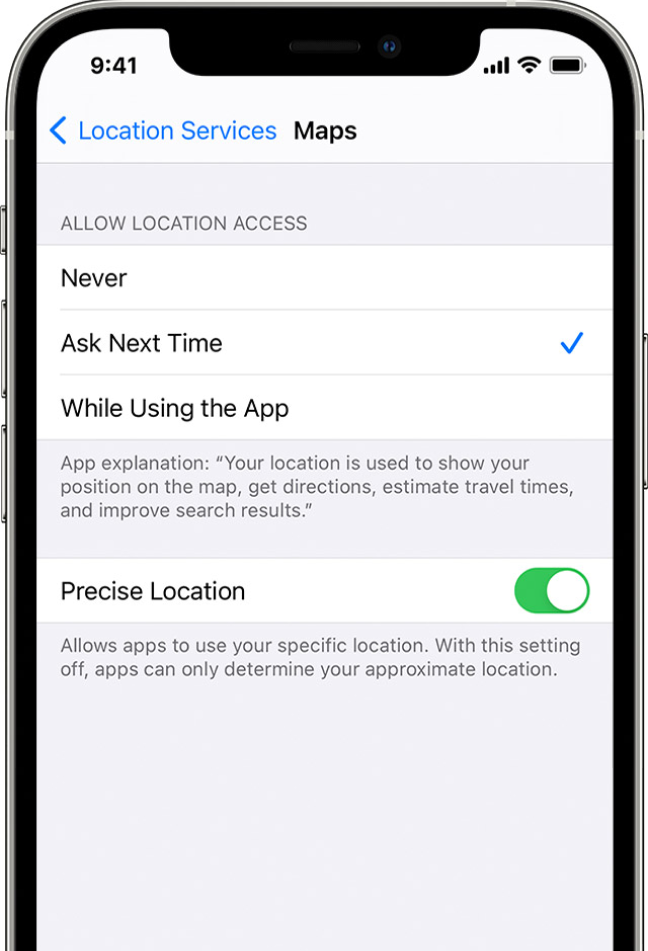 9:41
Location Services Maps
ALLOW LOCATION ACCESS
Never
Ask Next Time
While Using the App
App explanation: “Your location is used to show your
position on the map, get directions, estimate travel times,
and improve search results.”
Precise Location
Allows apps to use your specific location. With this setting
off, apps can only determine your approximate location.